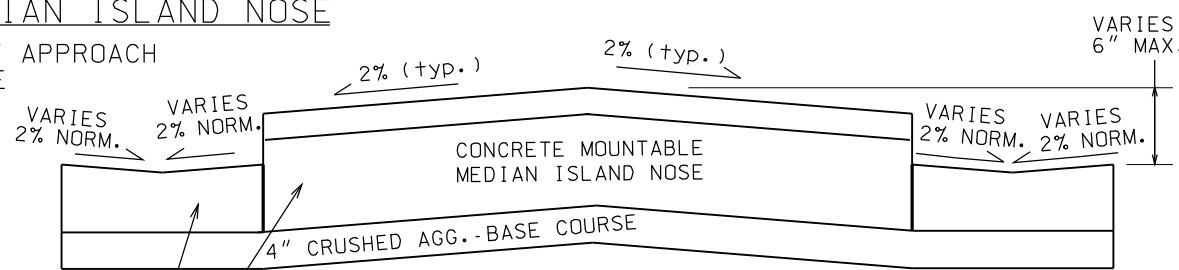 ISLAND NOSE
APPROACH
VARIES
6" MAX.
2% (typ.)
2% (typ.)
VARIES
2% NORM.
VARIES
2% NORM.
VARIES
2% NORM.
VARIES
2% NORM.
CONCRETE MOUNTABLE
MEDIAN ISLAND NOSE
4" CRUSHED AGG.-BASE COURSE